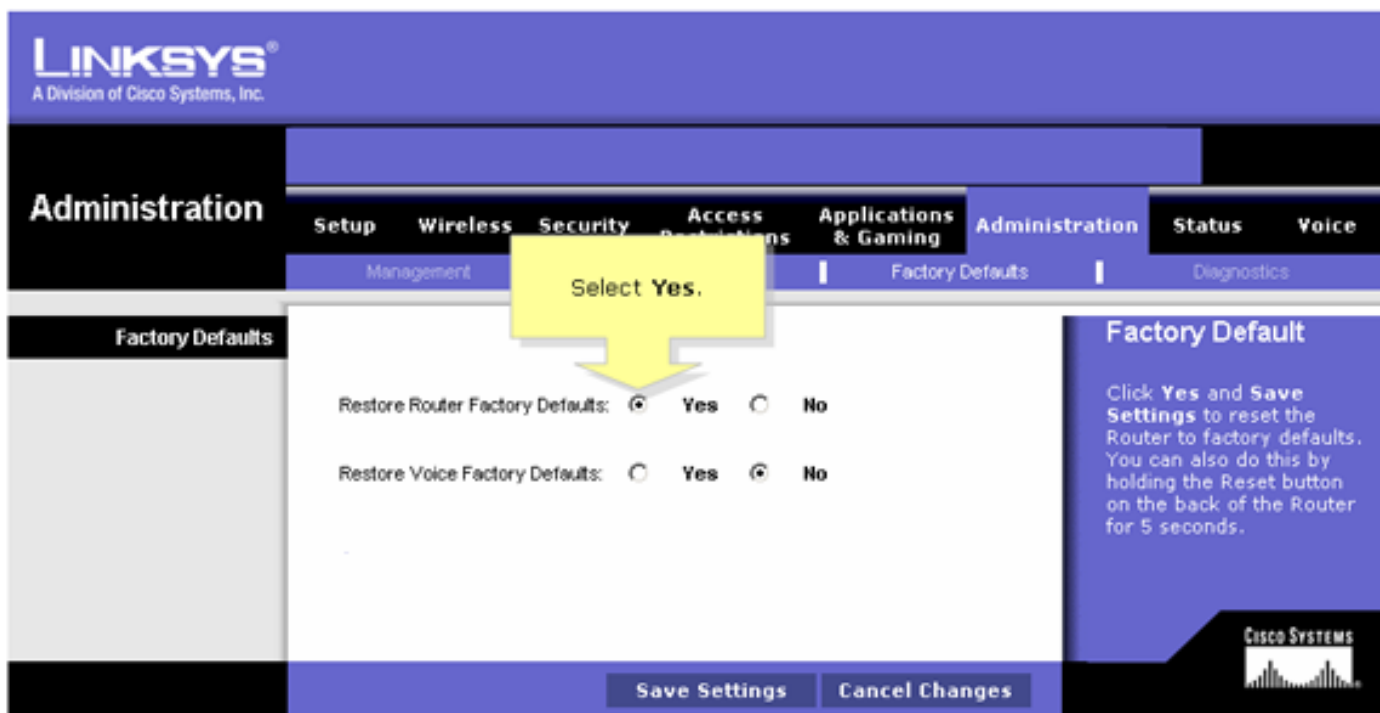 LINKSYS®
A Division of Cisco Systems, Inc.
Administration
Setup Wireless Security Access Applications & Gaming Administration Status Voice
Management Factory Defaults Diagnostics
Select Yes.
Factory Defaults
Restore Router Factory Defaults: Yes No
Restore Voice Factory Defaults: Yes No
Factory Default
Click Yes and Save
Settings to reset the
Router to factory defaults.
You can also do this by
holding the Reset button
on the back of the Router
for 5 seconds.
CISCO SYSTEMS
Save Settings Cancel Changes